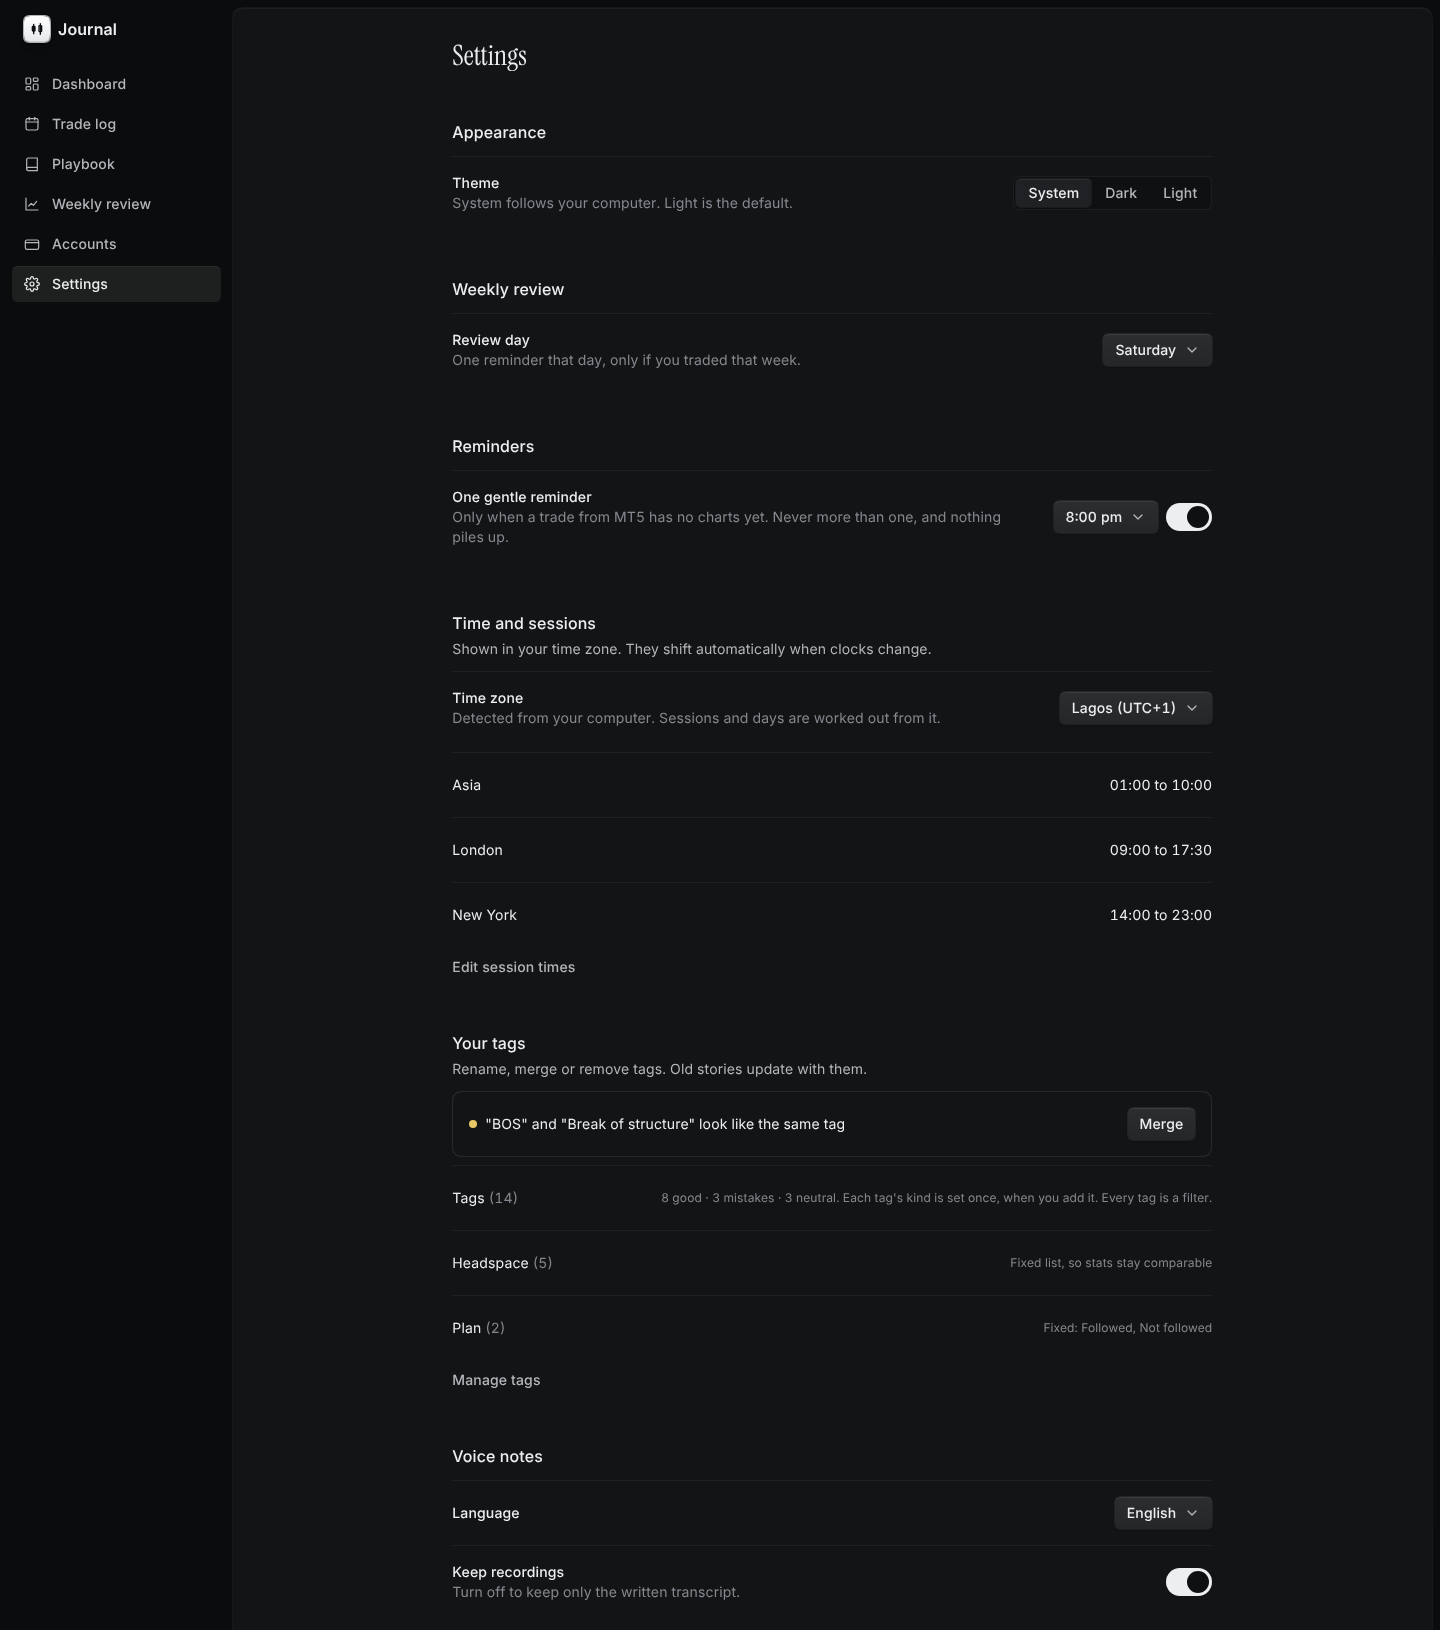 Journal
Dashboard
Trade log
Playbook
Weekly review
Accounts
Settings
Settings
Appearance
Theme
System follows your computer. Light is the default.
System Dark Light
Weekly review
Review day
One reminder that day, only if you traded that week.
Saturday
Reminders
One gentle reminder
Only when a trade from MT5 has no charts yet. Never more than one, and nothing
piles up.
8:00 pm
Time and sessions
Shown in your time zone. They shift automatically when clocks change.
Time zone
Detected from your computer. Sessions and days are worked out from it.
Lagos (UTC+1)
Asia 01:00 to 10:00
London 09:00 to 17:30
New York 14:00 to 23:00
Edit session times
Your tags
Rename, merge or remove tags. Old stories update with them.
"BOS" and "Break of structure" look like the same tag Merge
Tags (14) 8 good · 3 mistakes · 3 neutral. Each tag's kind is set once, when you add it. Every tag is a filter.
Headspace (5) Fixed list, so stats stay comparable
Plan (2) Fixed: Followed, Not followed
Manage tags
Voice notes
Language English
Keep recordings
Turn off to keep only the written transcript.